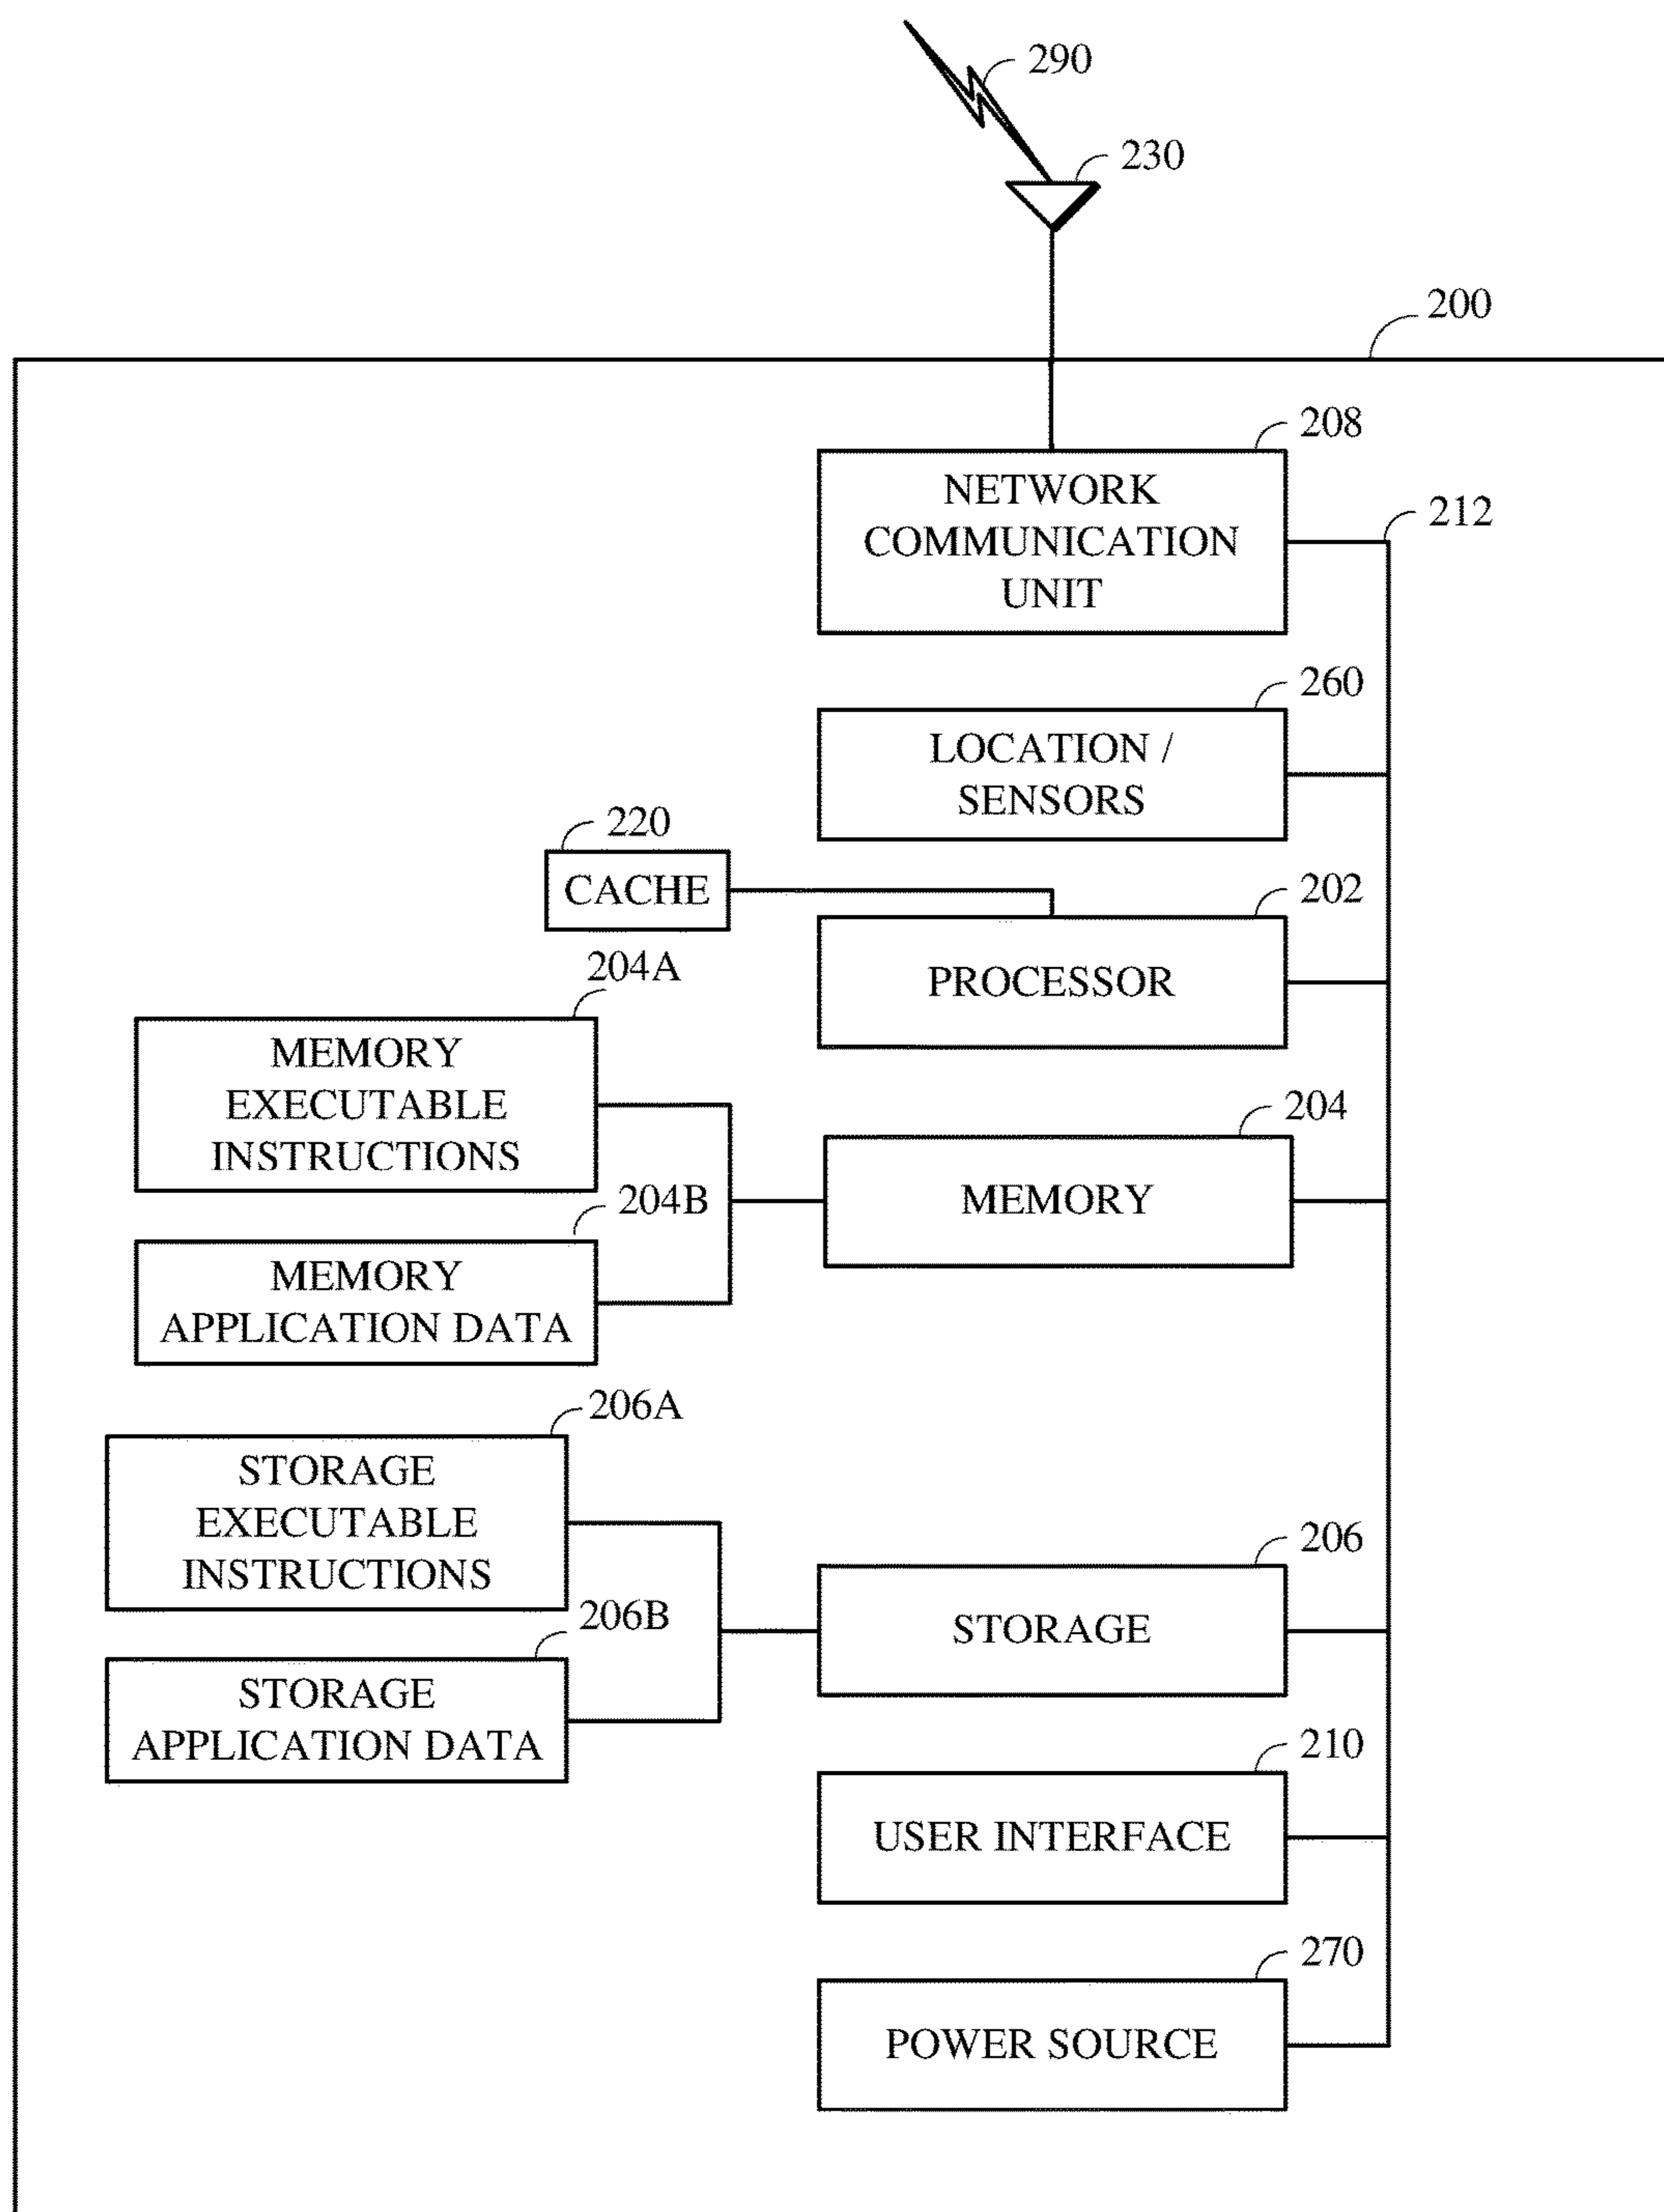 290
230
200
208
NETWORK
COMMUNICATION
UNIT
212
260
LOCATION /
SENSORS
220
CACHE
202
PROCESSOR
204A
MEMORY
EXECUTABLE
INSTRUCTIONS
204
MEMORY
204B
MEMORY
APPLICATION DATA
206A
STORAGE
EXECUTABLE
INSTRUCTIONS
206
STORAGE
206B
STORAGE
APPLICATION DATA
210
USER INTERFACE
270
POWER SOURCE